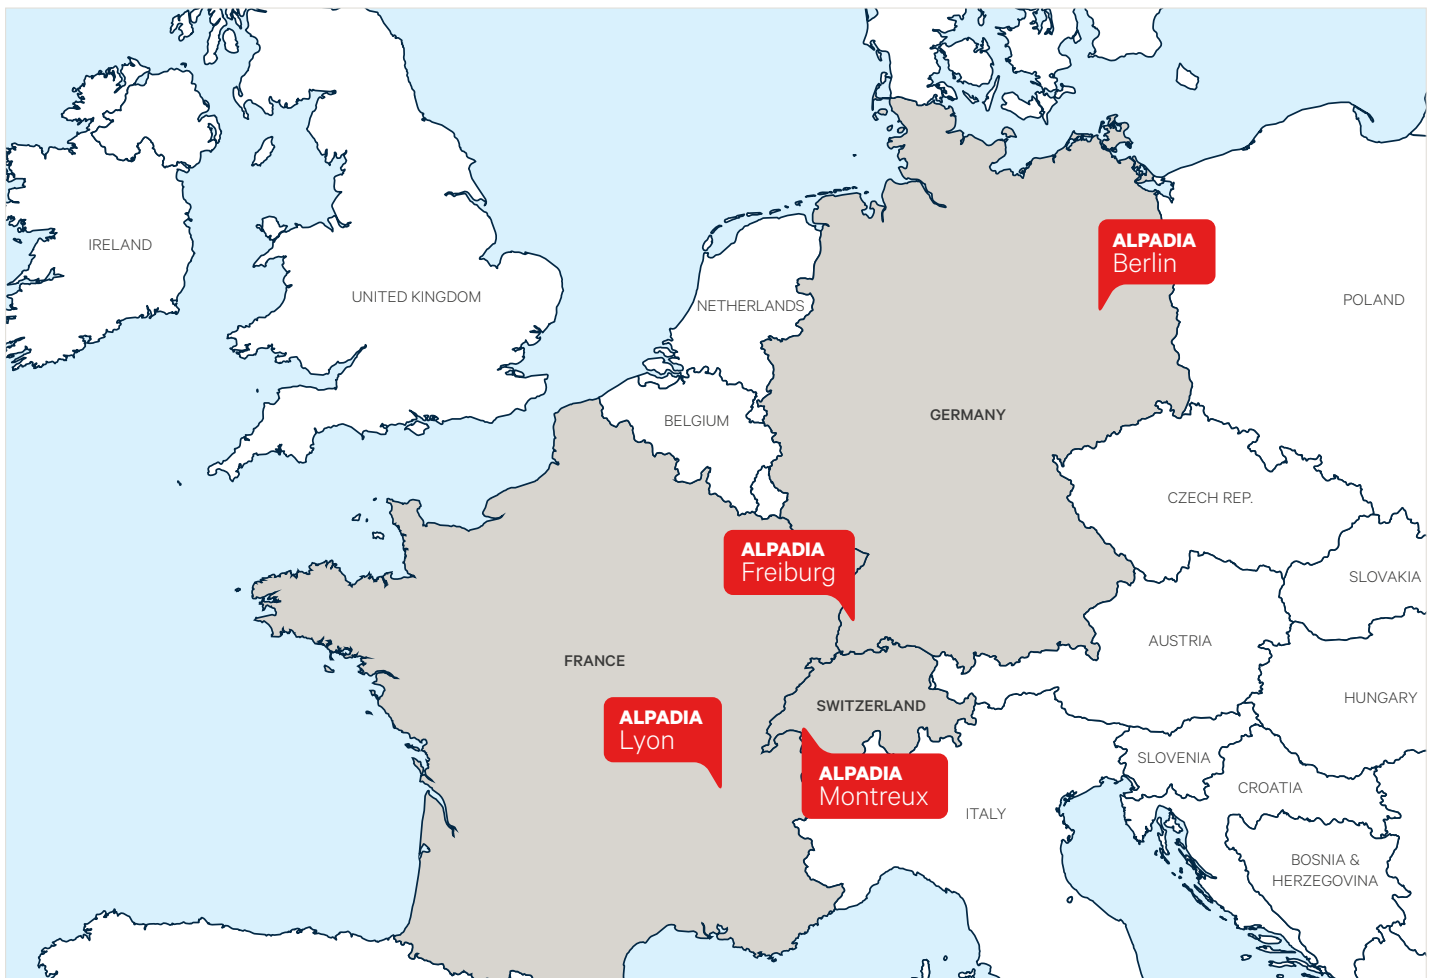 ALPADIA
Berlin
IRELAND
UNITED KINGDOM
NETHERLANDS
POLAND
GERMANY
BELGIUM
CZECH REP.
ALPADIA
Freiburg
SLOVAKIA
AUSTRIA
FRANCE
SWITZERLAND
HUNGARY
ALPADIA
Lyon
SLOVENIA
ALPADIA
Montreux
CROATIA
ITALY
BOSNIA &
HERZEGOVINA